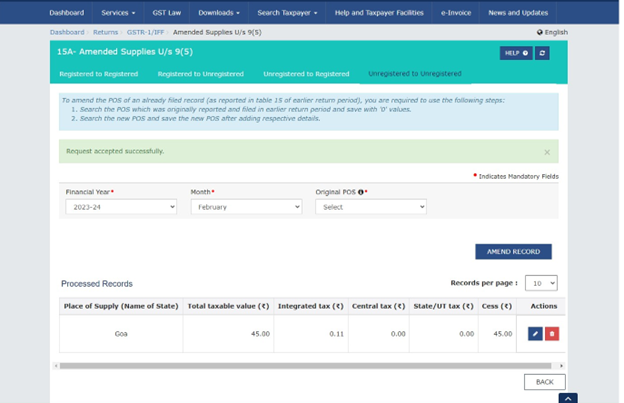 Dashboard Services GST Law Downloads Search Taxpayer Help and Taxpayer Facilities e-Invoice News and Updates
Dashboard Returns GSTR-1/IFF Amended Supplies U/s 9(5) English
15A- Amended Supplies U/s 9(5) HELP
Registered to Registered Registered to Unregistered Unregistered to Registered Unregistered to Unregistered
To amend the POS of an already filed record (as reported in table 15 of earlier return period), you are required to use the following steps:
1. Search the POS which was originally reported and filed in earlier return period and save with '0' values.
2. Search the new POS and save the new POS after adding respective details.
Request accepted successfully. ×
• Indicates Mandatory Fields
Financial Year• Month• Original POS •
2023-24 February Select
AMEND RECORD
Processed Records Records per page : 10
Place of Supply (Name of State) Total taxable value (₹) Integrated tax (₹) Central tax (₹) State/UT tax (₹) Cess (₹) Actions
Goa 45.00 0.11 0.00 0.00 45.00
BACK